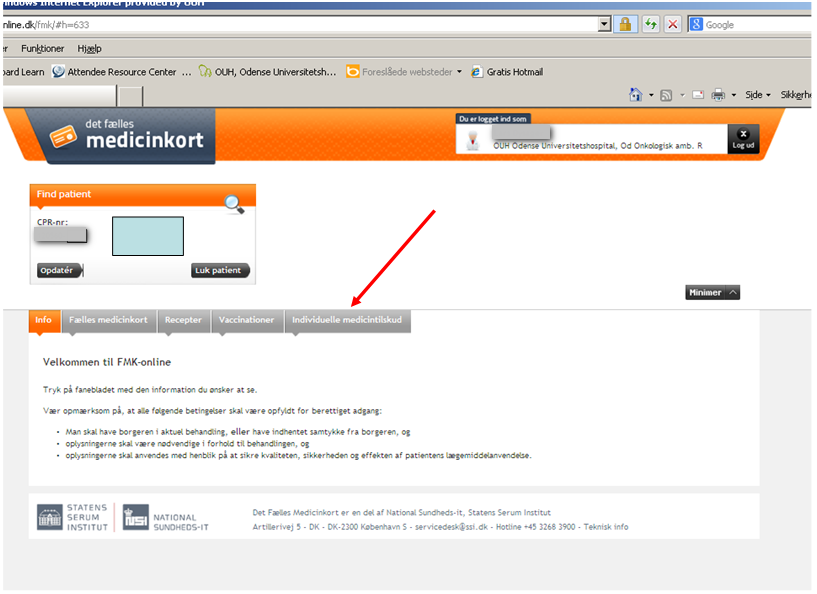 ndows Internet Explorer provided by OUH
nline.dk/fmk/#h=633
Google
er Funktioner Hjælp
oard Learn Attendee Resource Center ... OUH, Odense Universitetsh... Foreslåede websteder Gratis Hotmail
Side Sikkerhe
det fælles
medicinkort
Du er logget ind som
OUH Odense Universitetshospital, Od Onkologisk amb. R
x
Log ud
Find patient
CPR-nr:
Opdatér
Luk patient
Minimer
Info Fælles medicinkort Recepter Vaccinationer Individuelle medicintilskud
Velkommen til FMK-online
Tryk på fanebladet med den information du ønsker at se.
Vær opmærksom på, at alle følgende betingelser skal være opfyldt for berettiget adgang:
• Man skal have borgeren i aktuel behandling, eller have indhentet samtykke fra borgeren, og
• oplysningerne skal være nødvendige i forhold til behandlingen, og
• oplysningerne skal anvendes med henblik på at sikre kvaliteten, sikkerheden og effekten af patientens lægemiddelanvendelse.
STATENS
SERUM
INSTITUT
NSI
NATIONAL
SUNDHEDS-IT
Det Fælles Medicinkort er en del af National Sundheds-it, Statens Serum Institut
Artillerivej 5 - DK - DK-2300 København S - servicedesk@ssi.dk - Hotline +45 3268 3900 - Teknisk info